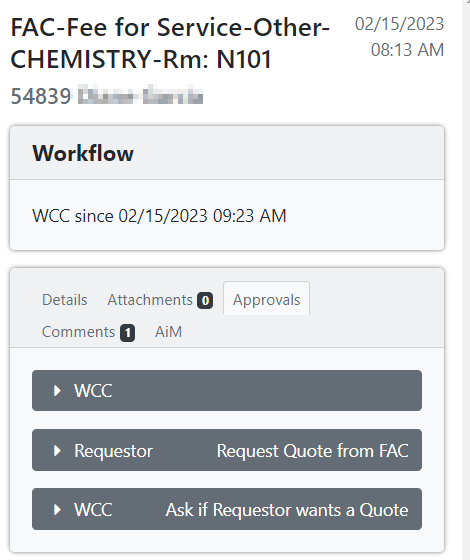 FAC-Fee for Service-Other-
CHEMISTRY-Rm: N101
02/15/2023
08:13 AM
54839
Workflow
WCC since 02/15/2023 09:23 AM
Details Attachments 0 Approvals
Comments 1 AiM
WCC
Requestor Request Quote from FAC
WCC Ask if Requestor wants a Quote